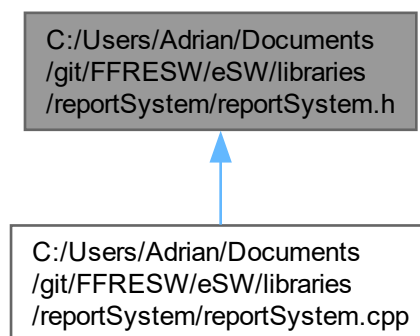 C:/Users/Adrian/Documents
/git/FFRESW/eSW/libraries
/reportSystem/reportSystem.h
C:/Users/Adrian/Documents
/git/FFRESW/eSW/libraries
/reportSystem/reportSystem.cpp